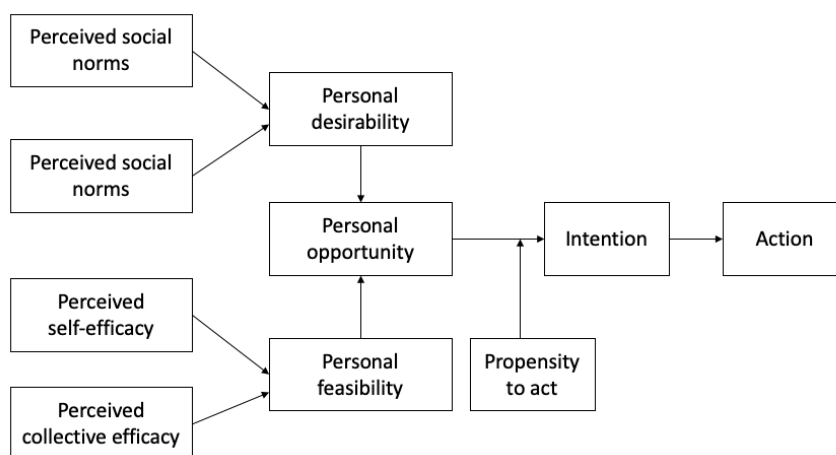 Perceived social
norms
Perceived social
norms
Personal
desirability
Personal
opportunity
Intention
Action
Perceived
self-efficacy
Personal
feasibility
Propensity
to act
Perceived
collective efficacy